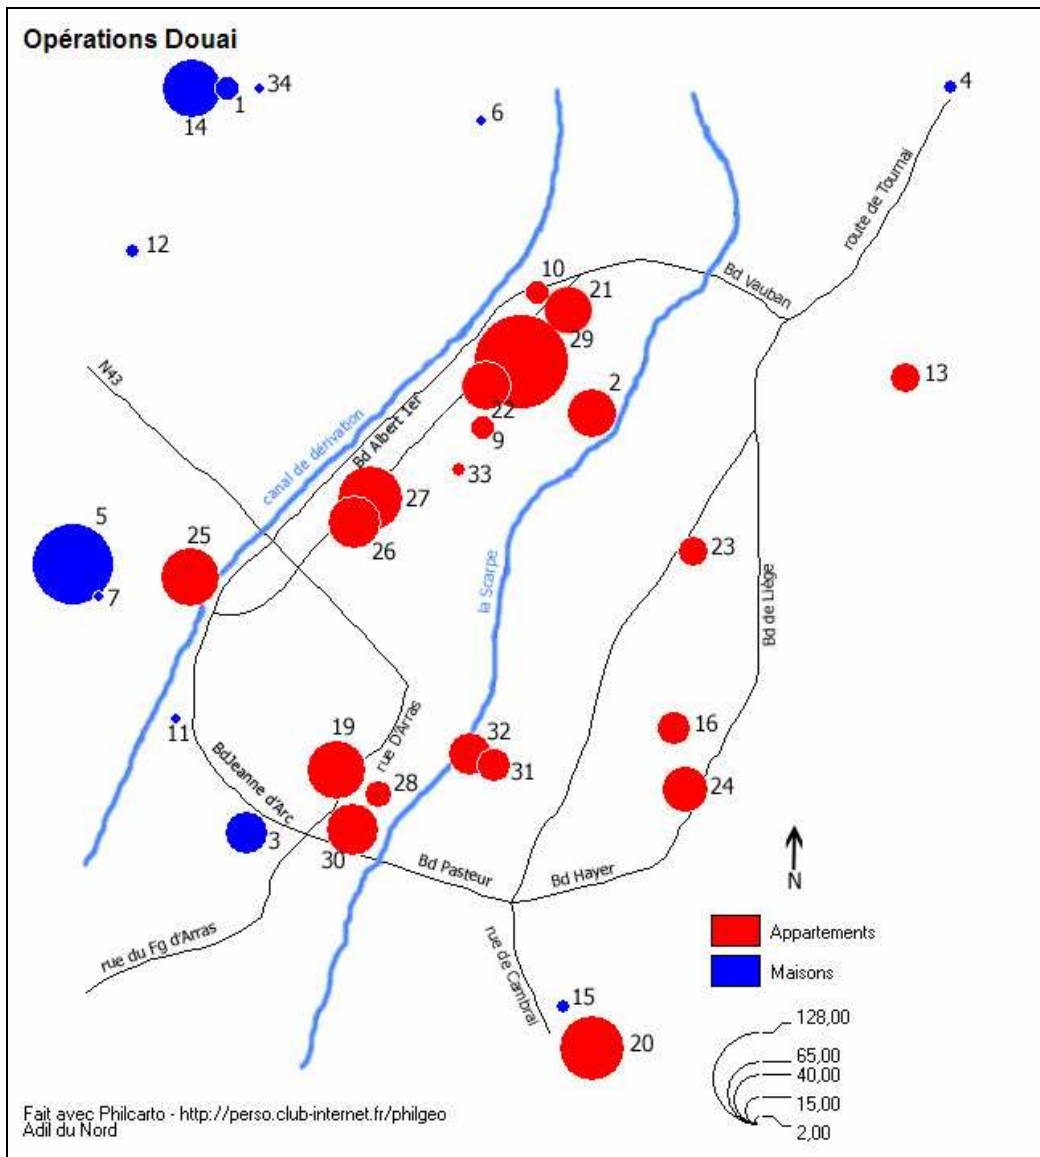 Opérations Douai
34
1
14
4
6
route de Tournai
12
10
21
Bd Vauban
29
N43
13
2
22
Bd Albert 1er
9
canal de dérivation
33
27
5
25
26
23
7
la Scarpe
Bd de Liège
11
19
rue D'Arras
32
16
31
BdJeanne d'Arc
28
24
3
30
Bd Pasteur
Bd Hayer
N
rue du Fg d'Arras
rue de Cambrai
Appartements
Maisons
15
128,00
20
65,00
40,00
15,00
2,00
Fait avec Philcarto - http://perso.club-internet.fr/philgeo
Adil du Nord